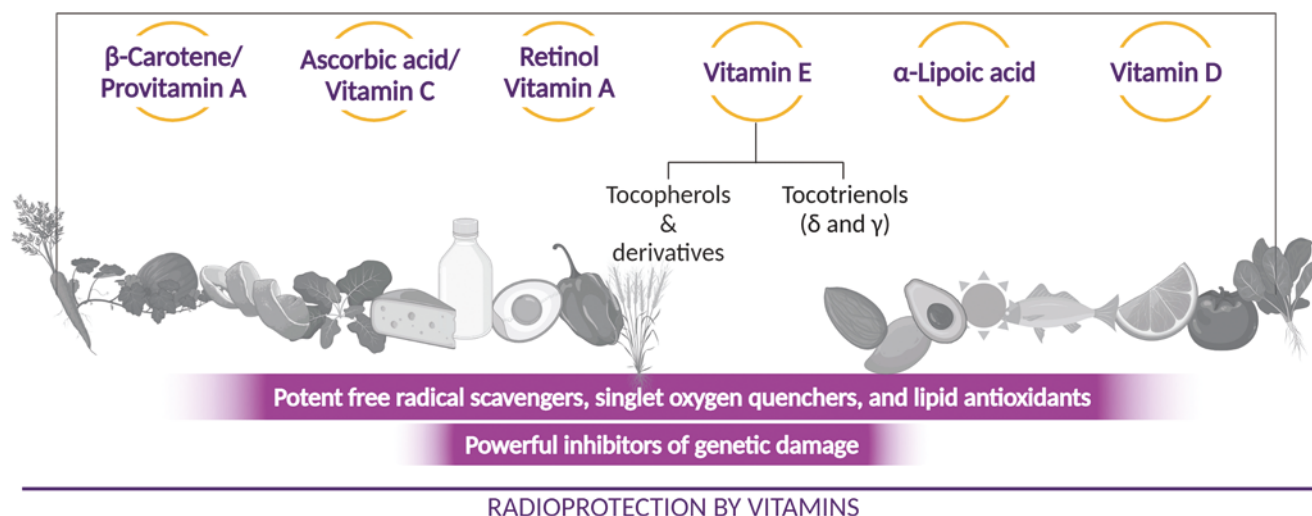 β-Carotene/
Provitamin A
Ascorbic acid/
Vitamin C
Retinol
Vitamin A
Vitamin E
α-Lipoic acid
Vitamin D
Tocopherols
&
derivatives
Tocotrienols
(δ and γ)
Potent free radical scavengers, singlet oxygen quenchers, and lipid antioxidants
Powerful inhibitors of genetic damage
RADIOPROTECTION BY VITAMINS